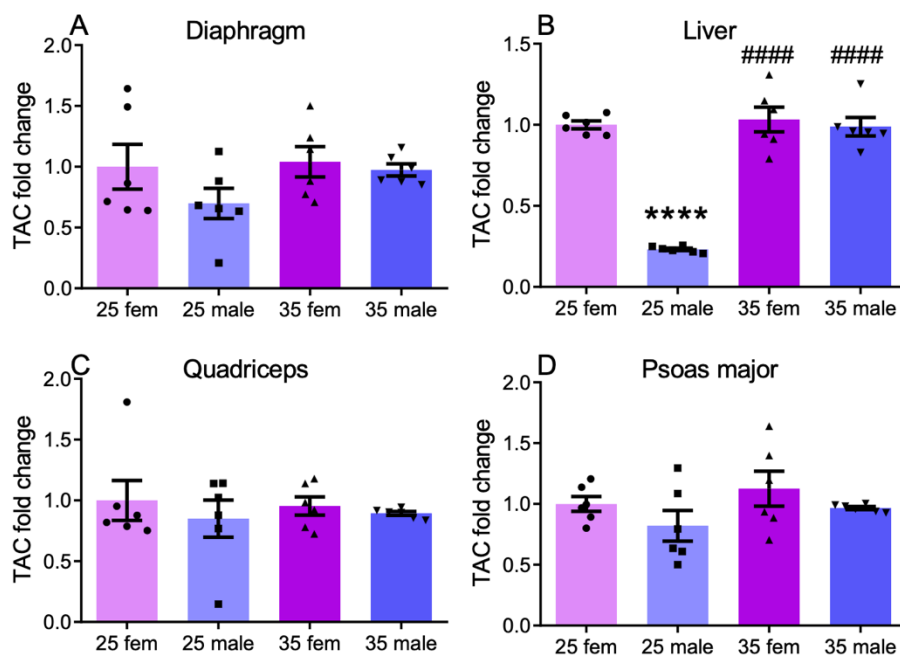 A
Diaphragm
TAC fold change
2.0
1.5
1.0
0.5
0.0
25 fem
25 male
35 fem
35 male
B
Liver
TAC fold change
1.5
1.0
0.5
0.0
****
####
####
25 fem
25 male
35 fem
35 male
C
Quadriceps
TAC fold change
2.0
1.5
1.0
0.5
0.0
25 fem
25 male
35 fem
35 male
D
Psoas major
TAC fold change
2.0
1.5
1.0
0.5
0.0
25 fem
25 male
35 fem
35 male